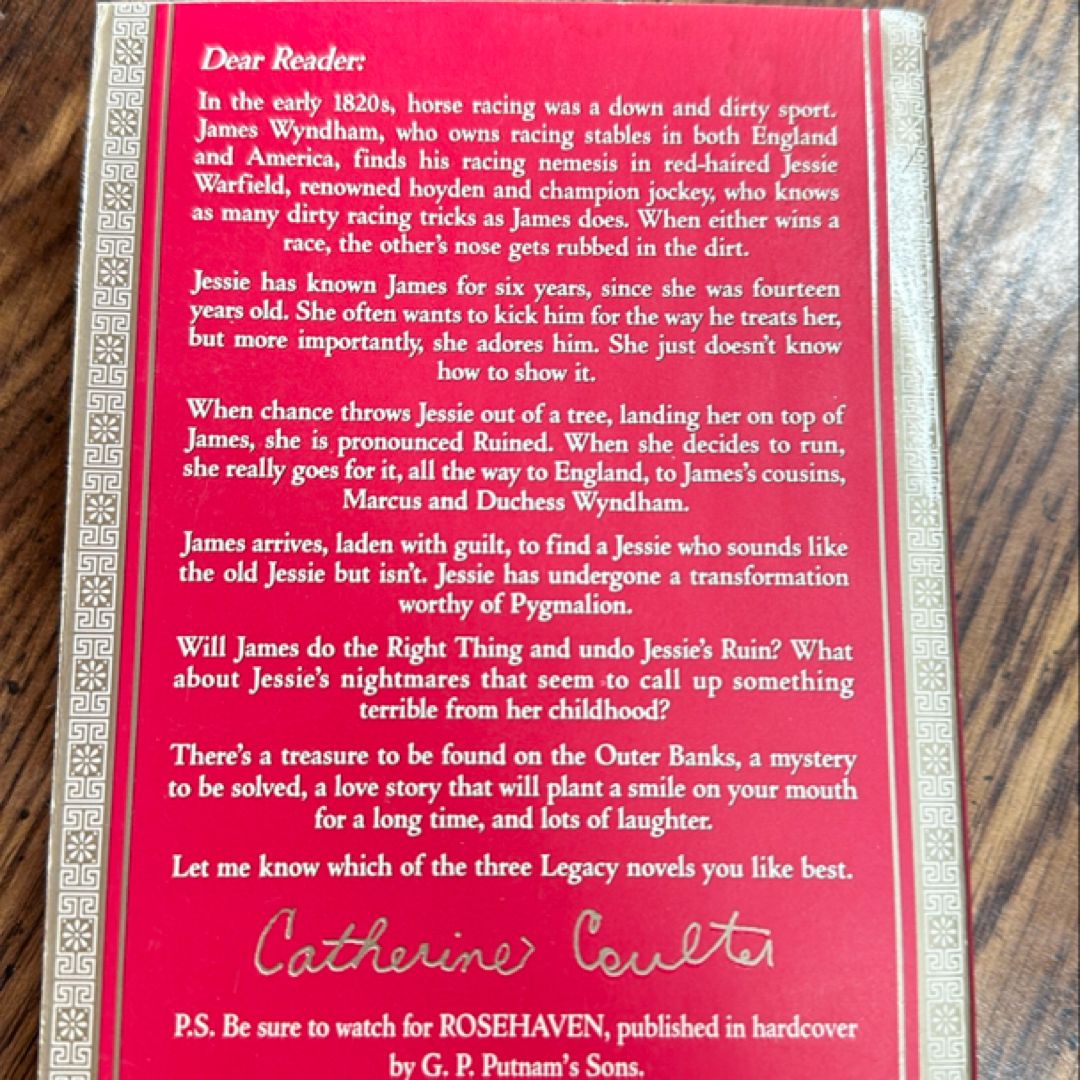 Dear Reader:
In the early 1820s, horse racing was a down and dirty sport.
James Wyndham, who owns racing stables in both England
and America, finds his racing nemesis in red-haired Jessie
Warfield, renowned hoyden and champion jockey, who knows
as many dirty racing tricks as James does. When either wins a
race, the other's nose gets rubbed in the dirt.
Jessie has known James for six years, since she was fourteen
years old. She often wants to kick him for the way he treats her,
but more importantly, she adores him. She just doesn't know
how to show it.
When chance throws Jessie out of a tree, landing her on top of
James, she is pronounced Ruined. When she decides to run,
she really goes for it, all the way to England, to James's cousins,
Marcus and Duchess Wyndham.
James arrives, laden with guilt, to find a Jessie who sounds like
the old Jessie but isn't. Jessie has undergone a transformation
worthy of Pygmalion.
Will James do the Right Thing and undo Jessie's Ruin? What
about Jessie's nightmares that seem to call up something
terrible from her childhood?
There's a treasure to be found on the Outer Banks, a mystery
to be solved, a love story that will plant a smile on your mouth
for a long time, and lots of laughter.
Let me know which of the three Legacy novels you like best.
Catherine Coulter
P.S. Be sure to watch for ROSEHAVEN, published in hardcover
by G. P. Putnam's Sons.